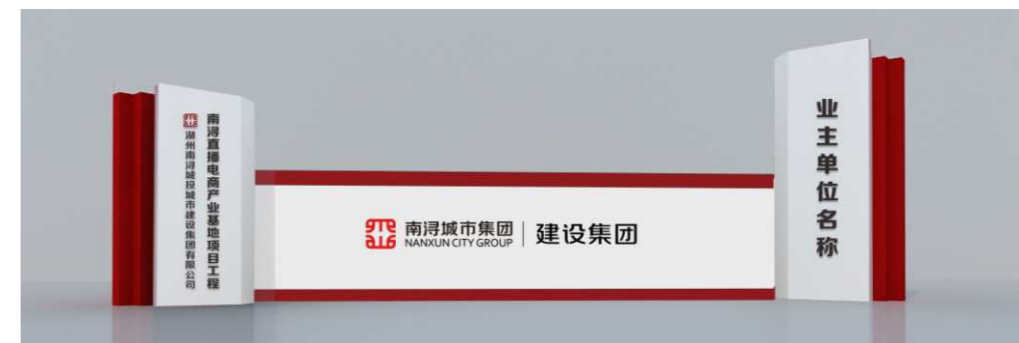 南浔直播电商产业基地项目工程
湖州南浔城投城市建设集团有限公司
南浔城市集团
NANXUN CITY GROUP
建设集团
业主单位名称